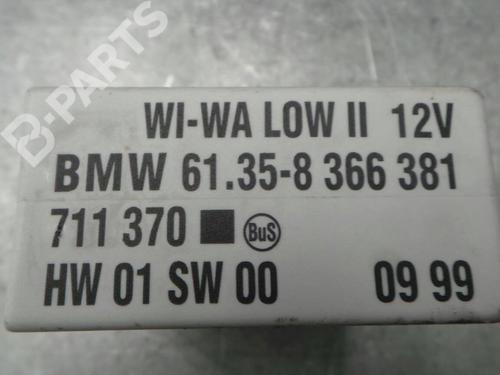 B-PARTS
WI-WA LOW II 12V
BMW 61.35-8 366 381
711 370 BuS
HW 01 SW 00 09 99